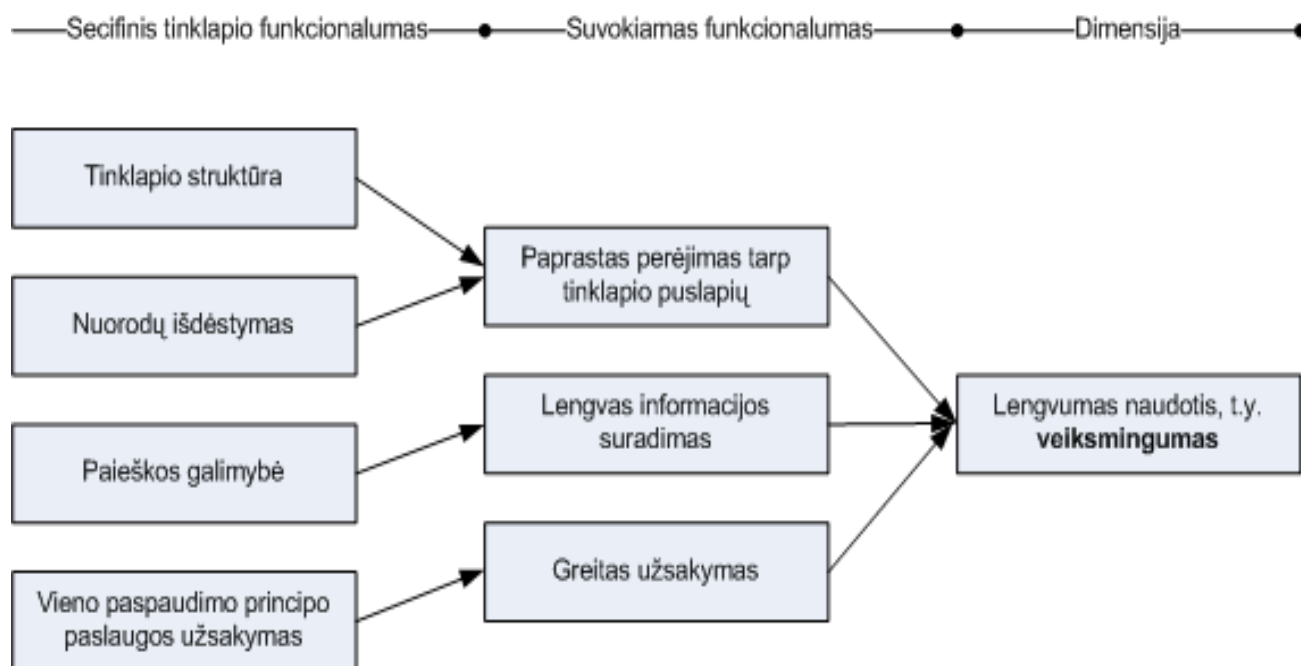 Secifinis tinklapio funkcionalumas
Suvokiamas funkcionalumas
Dimensija
Tinklapio struktūra
Nuorodų išdėstymas
Paieškos galimybė
Vieno paspaudimo principo
paslaugos užsakymas
Paprastas perėjimas tarp
tinklapio puslapių
Lengvas informacijos
suradimas
Greitas užsakymas
Lengvumas naudotis, t.y.
veiksmingumas